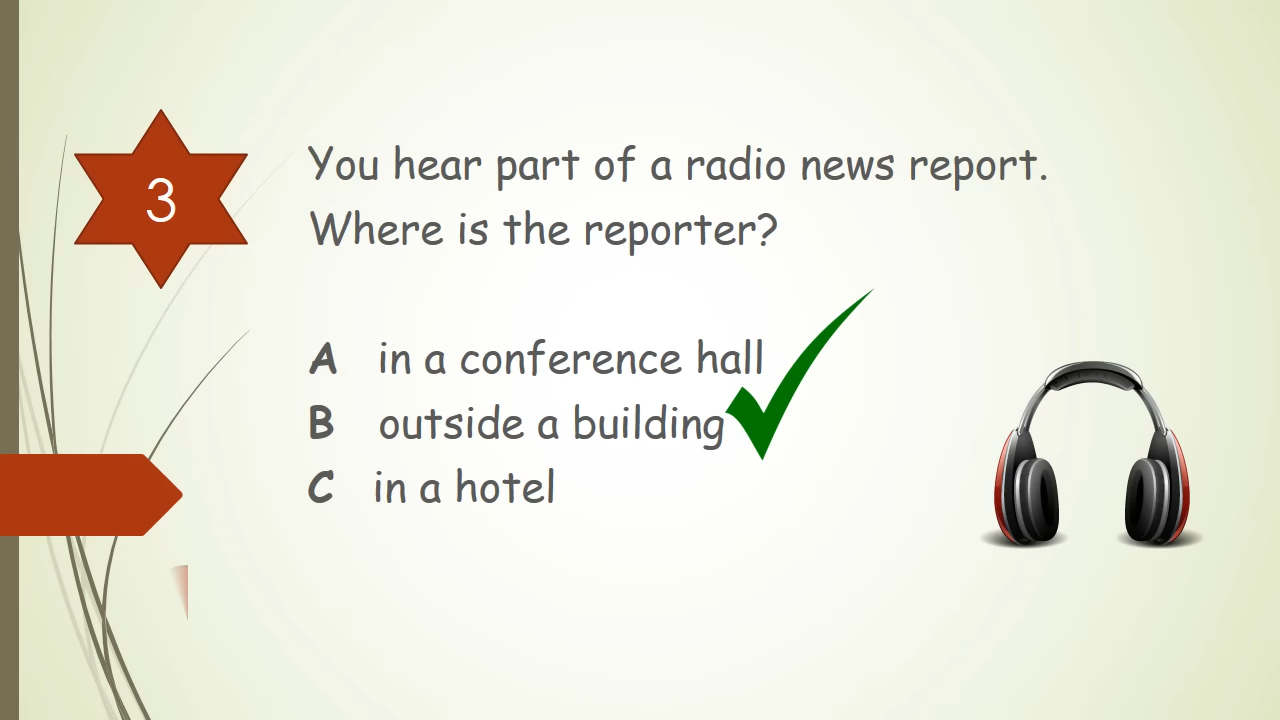 3
You hear part of a radio news report.
Where is the reporter?
A in a conference hall
B outside a building
C in a hotel